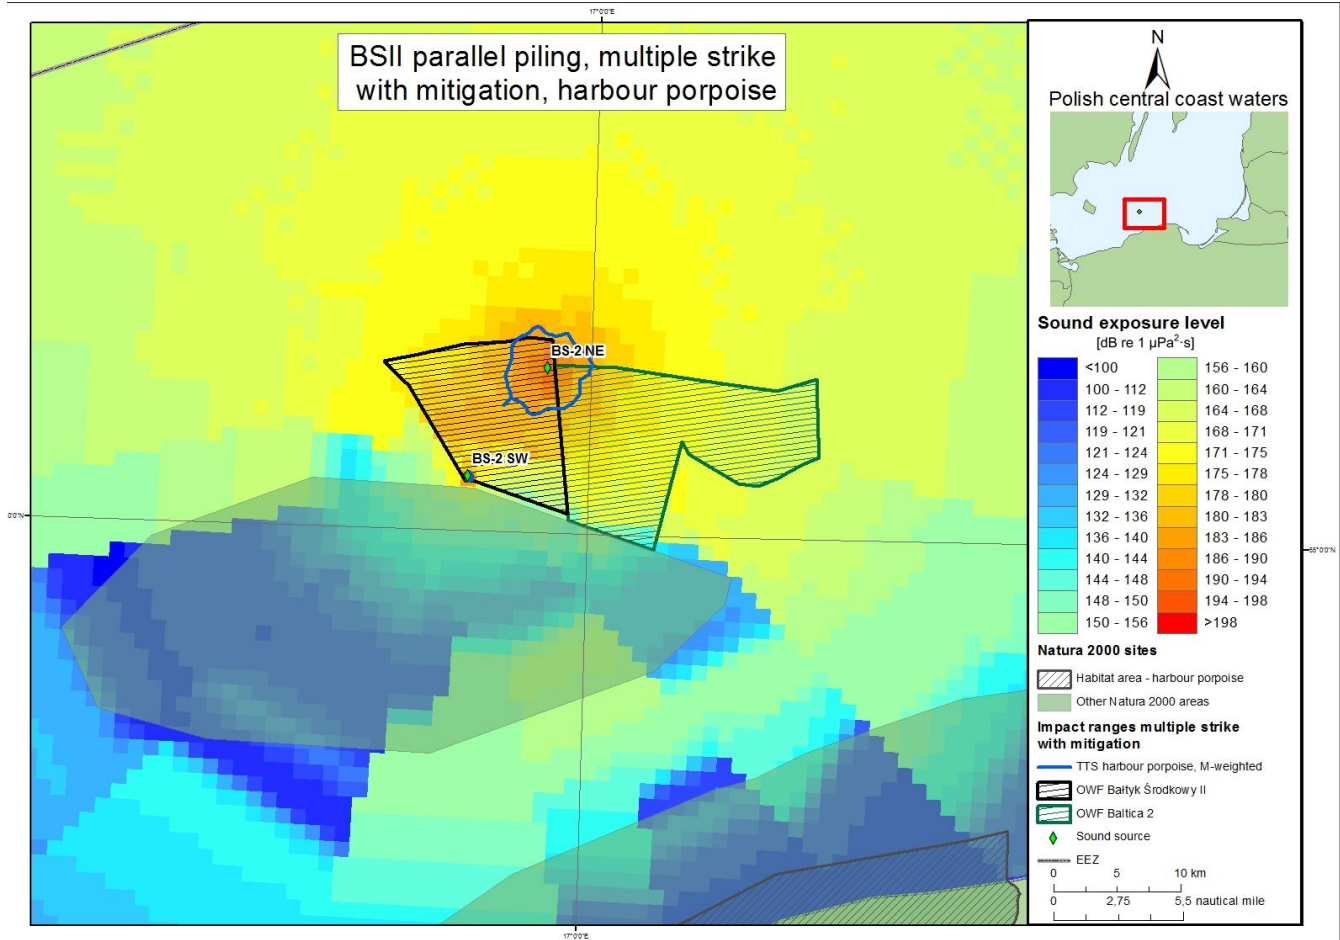 17°0'0"E
BSII parallel piling, multiple strike
with mitigation, harbour porpoise
BS-2 NE
BS-2 SW
0'0"N
55°0'0"N
17°0'0"E
N
Polish central coast waters
Sound exposure level
[dB re 1 µPa²·s]
<100
100 - 112
112 - 119
119 - 121
121 - 124
124 - 129
129 - 132
132 - 136
136 - 140
140 - 144
144 - 148
148 - 150
150 - 156
156 - 160
160 - 164
164 - 168
168 - 171
171 - 175
175 - 178
178 - 180
180 - 183
183 - 186
186 - 190
190 - 194
194 - 198
>198
Natura 2000 sites
Habitat area - harbour porpoise
Other Natura 2000 areas
Impact ranges multiple strike
with mitigation
TTS harbour porpoise, M-weighted
OWF Bałtyk Środkowy II
OWF Baltica 2
Sound source
EEZ
0 5 10 km
0 2,75 5,5 nautical mile